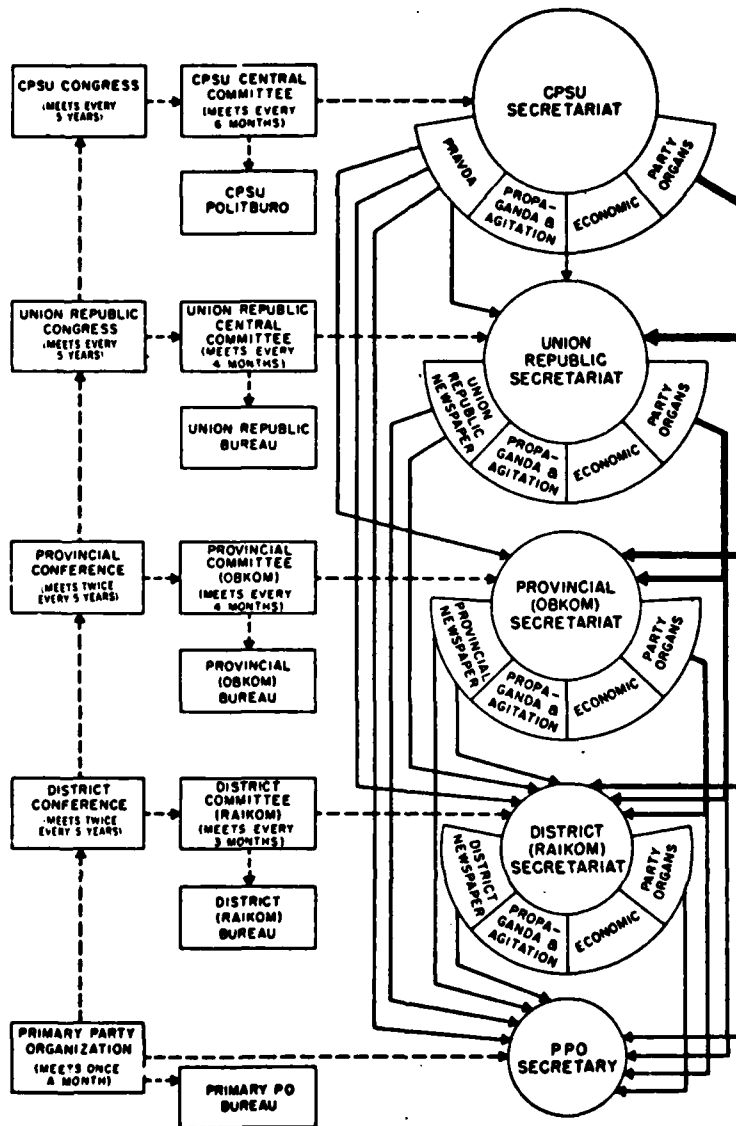 CPSU CONGRESS
(MEETS EVERY
5 YEARS)
CPSU CENTRAL
COMMITTEE
(MEETS EVERY
6 MONTHS)
CPSU
POLITBURO
CPSU
SECRETARIAT
PRAVDA
PROPA-
GANDA &
AGITATION
ECONOMIC
PARTY
ORGANS
UNION REPUBLIC
CONGRESS
(MEETS EVERY
5 YEARS)
UNION REPUBLIC
CENTRAL
COMMITTEE
(MEETS EVERY
4 MONTHS)
UNION REPUBLIC
BUREAU
UNION
REPUBLIC
SECRETARIAT
UNION
REPUBLIC
NEWSPAPER
PROPA-
GANDA &
AGITATION
ECONOMIC
PARTY
ORGANS
PROVINCIAL
CONFERENCE
(MEETS TWICE
EVERY 5 YEARS)
PROVINCIAL
COMMITTEE
(OBKOM)
(MEETS EVERY
4 MONTHS)
PROVINCIAL
(OBKOM)
BUREAU
PROVINCIAL
(OBKOM)
SECRETARIAT
PROVINCIAL
NEWSPAPER
PROPA-
GANDA &
AGITATION
ECONOMIC
PARTY
ORGANS
DISTRICT
CONFERENCE
(MEETS TWICE
EVERY 5 YEARS)
DISTRICT
COMMITTEE
(RAIKOM)
(MEETS EVERY
3 MONTHS)
DISTRICT
(RAIKOM)
BUREAU
DISTRICT
(RAIKOM)
SECRETARIAT
DISTRICT
NEWSPAPER
PROPA-
GANDA &
AGITATION
ECONOMIC
PARTY
ORGANS
PRIMARY PARTY
ORGANIZATION
(MEETS ONCE
A MONTH)
PRIMARY PO
BUREAU
PPO
SECRETARY